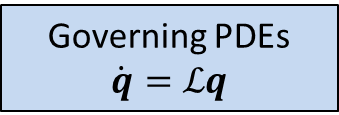 Governing PDEs
q̇ = ℒq